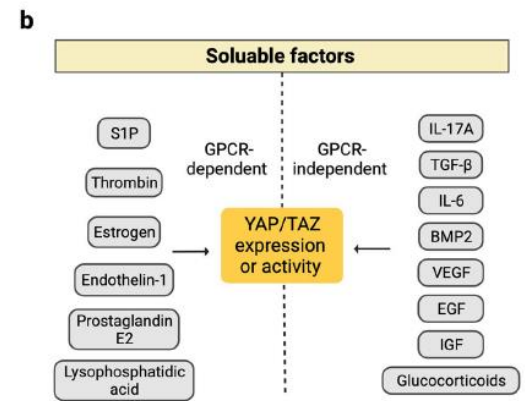 b
Soluable factors
GPCR-
dependent
GPCR-
independent
S1P
Thrombin
Estrogen
Endothelin-1
Prostaglandin
E2
Lysophosphatidic
acid
YAP/TAZ
expression
or activity
IL-17A
TGF-β
IL-6
BMP2
VEGF
EGF
IGF
Glucocorticoids